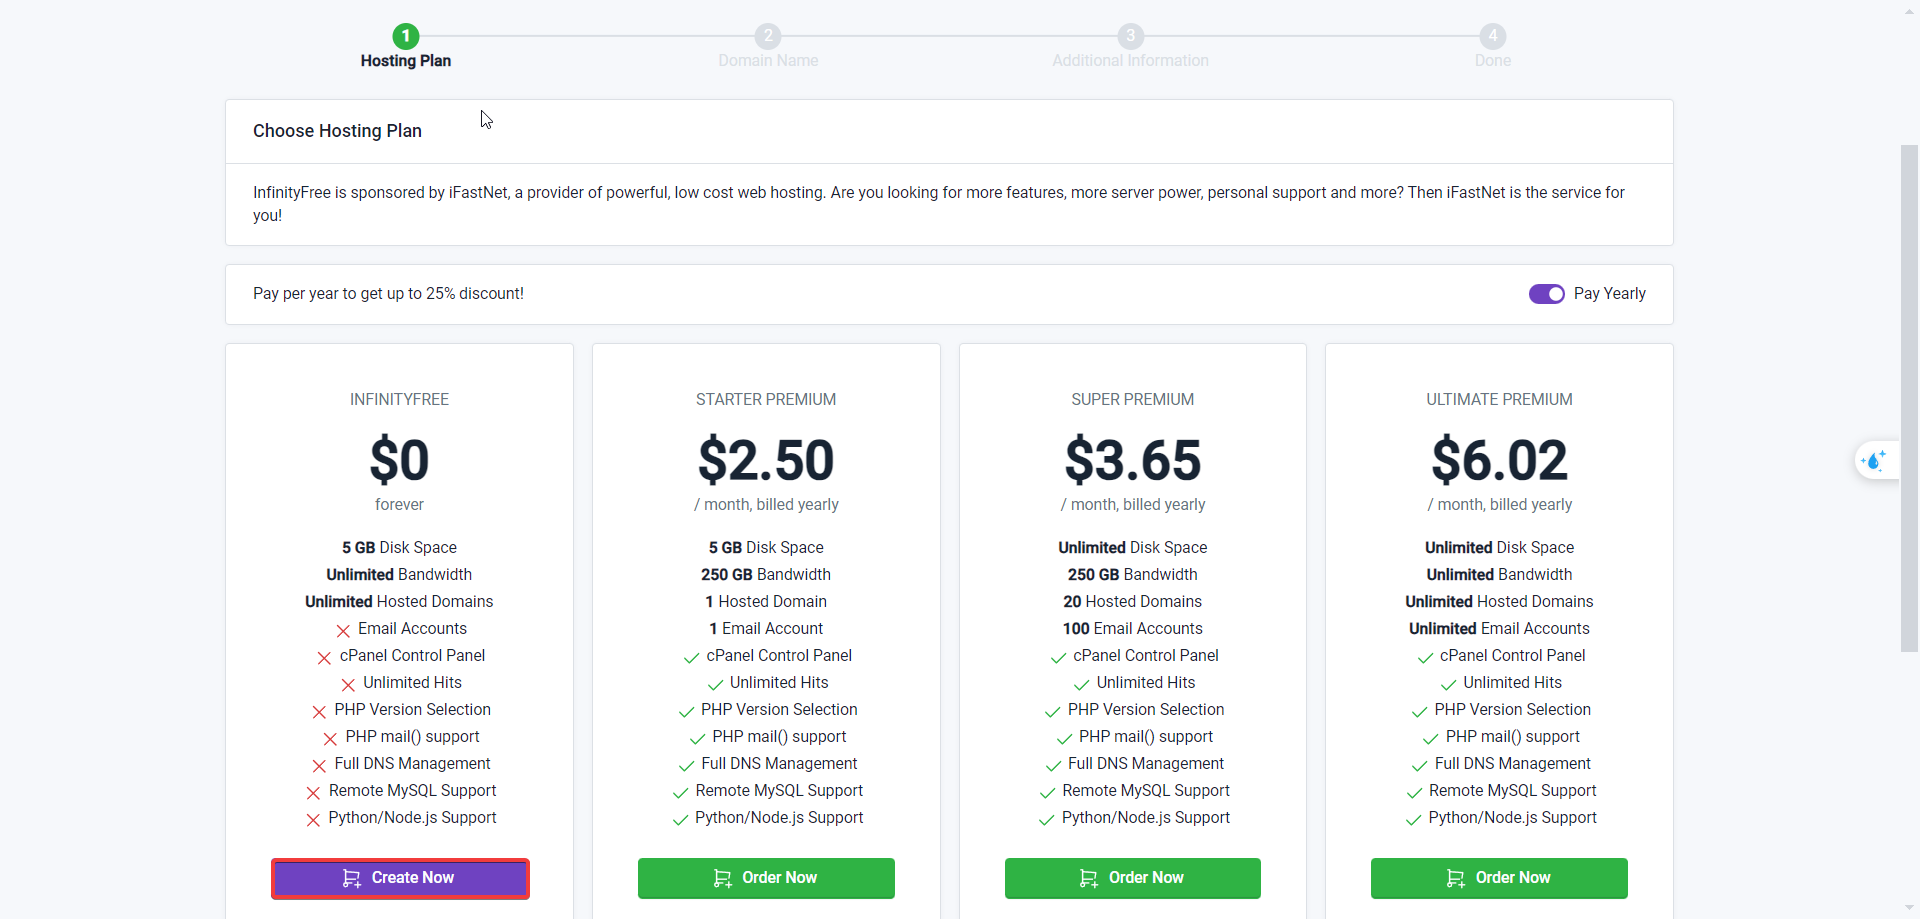 1
Hosting Plan
2
Domain Name
3
Additional Information
4
Done
Choose Hosting Plan
InfinityFree is sponsored by iFastNet, a provider of powerful, low cost web hosting. Are you looking for more features, more server power, personal support and more? Then iFastNet is the service for
you!
Pay per year to get up to 25% discount!
Pay Yearly
INFINITYFREE
$0
forever
5 GB Disk Space
Unlimited Bandwidth
Unlimited Hosted Domains
Email Accounts
cPanel Control Panel
Unlimited Hits
PHP Version Selection
PHP mail() support
Full DNS Management
Remote MySQL Support
Python/Node.js Support
Create Now
STARTER PREMIUM
$2.50
/ month, billed yearly
5 GB Disk Space
250 GB Bandwidth
1 Hosted Domain
1 Email Account
cPanel Control Panel
Unlimited Hits
PHP Version Selection
PHP mail() support
Full DNS Management
Remote MySQL Support
Python/Node.js Support
Order Now
SUPER PREMIUM
$3.65
/ month, billed yearly
Unlimited Disk Space
250 GB Bandwidth
20 Hosted Domains
100 Email Accounts
cPanel Control Panel
Unlimited Hits
PHP Version Selection
PHP mail() support
Full DNS Management
Remote MySQL Support
Python/Node.js Support
Order Now
ULTIMATE PREMIUM
$6.02
/ month, billed yearly
Unlimited Disk Space
Unlimited Bandwidth
Unlimited Hosted Domains
Unlimited Email Accounts
cPanel Control Panel
Unlimited Hits
PHP Version Selection
PHP mail() support
Full DNS Management
Remote MySQL Support
Python/Node.js Support
Order Now